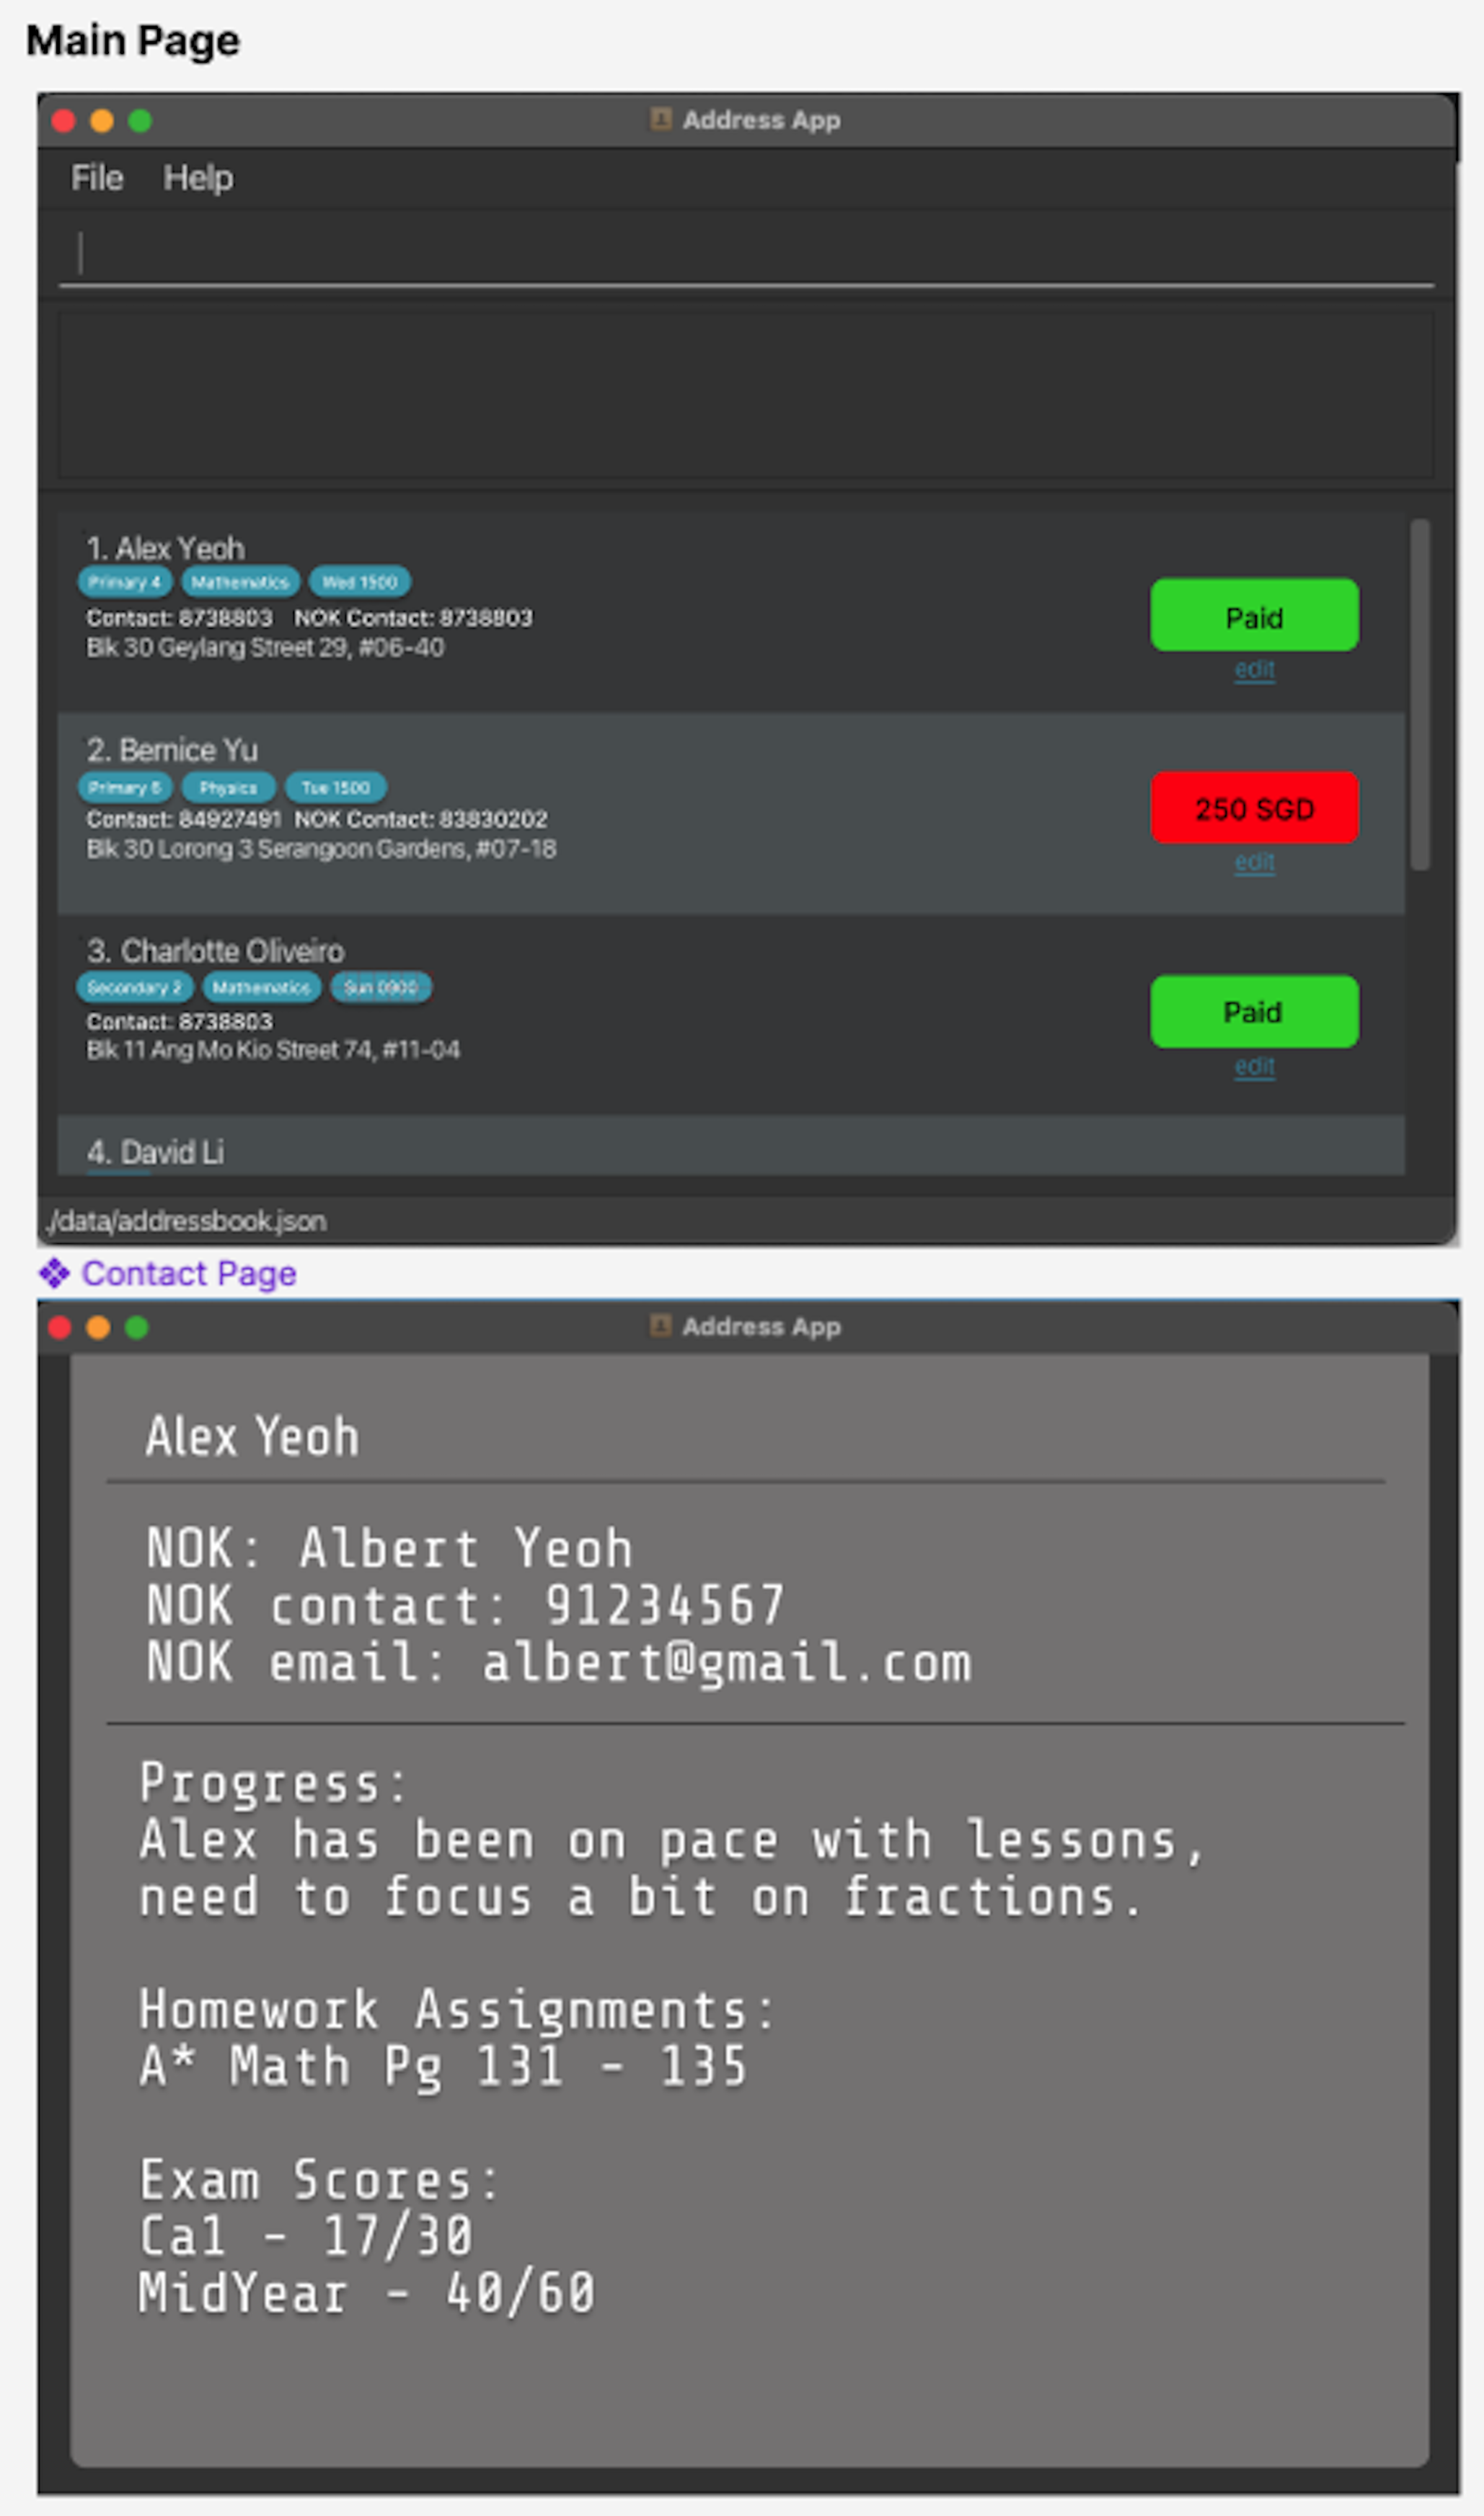 Main Page
Address App
File Help
1. Alex Yeoh
Primary 4 Mathematics Wed 1500
Contact: 8738803 NOK Contact: 8738803
Blk 30 Geylang Street 29, #06-40
Paid
edit
2. Bernice Yu
Primary 6 Physics Tue 1500
Contact: 84927491 NOK Contact: 83830202
Blk 30 Lorong 3 Serangoon Gardens, #07-18
250 SGD
edit
3. Charlotte Oliveiro
Secondary 2 Mathematics Sun 0900
Contact: 8738803
Blk 11 Ang Mo Kio Street 74, #11-04
Paid
edit
4. David Li
./data/addressbook.json
Contact Page
Address App
Alex Yeoh
NOK: Albert Yeoh
NOK contact: 91234567
NOK email: albert@gmail.com
Progress:
Alex has been on pace with lessons,
need to focus a bit on fractions.
Homework Assignments:
A* Math Pg 131 - 135
Exam Scores:
Ca1 - 17/30
MidYear - 40/60